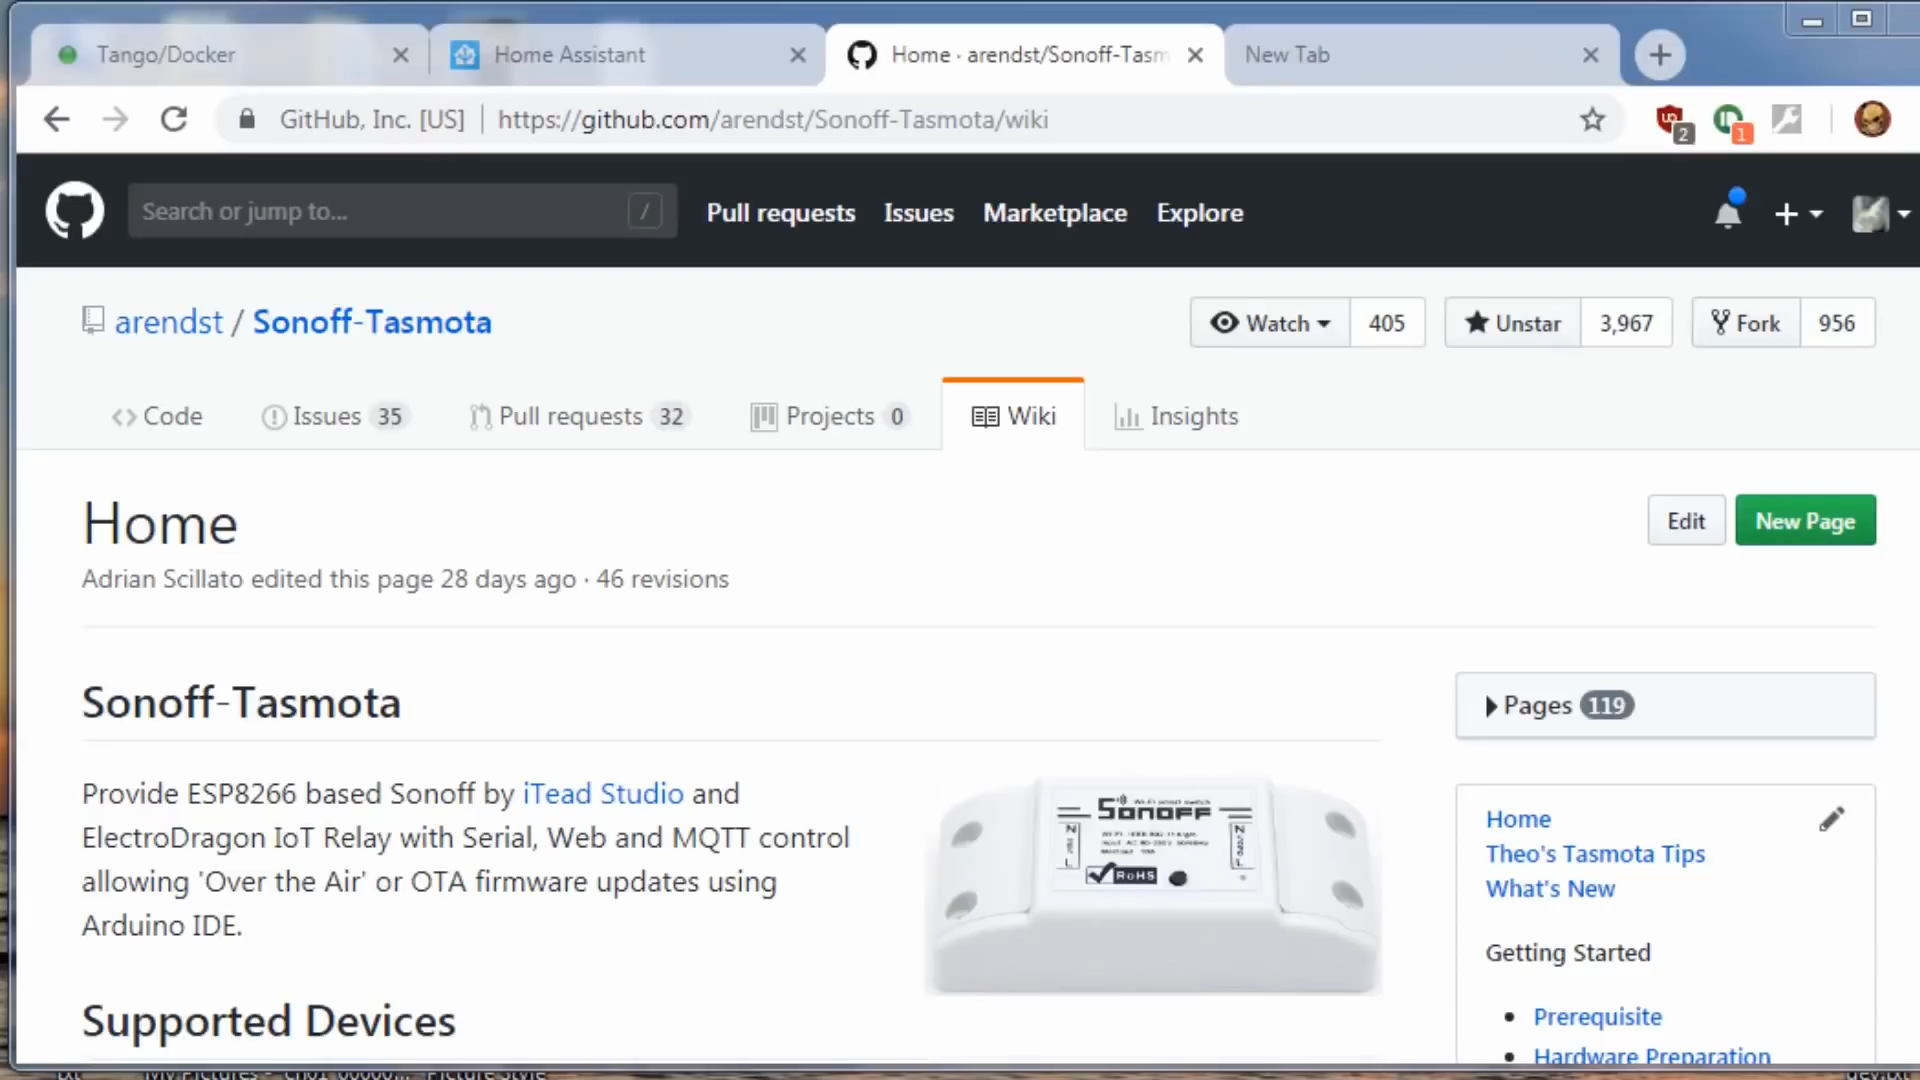 Tango/Docker
Home Assistant
Home · arendst/Sonoff-Tasm
New Tab
GitHub, Inc. [US]
https://github.com/arendst/Sonoff-Tasmota/wiki
2
1
Search or jump to...
/
Pull requests
Issues
Marketplace
Explore
arendst / Sonoff-Tasmota
Watch
405
Unstar
3,967
Fork
956
Code
Issues 35
Pull requests 32
Projects 0
Wiki
Insights
Home
Edit
New Page
Adrian Scillato edited this page 28 days ago · 46 revisions
Sonoff-Tasmota
Provide ESP8266 based Sonoff by iTead Studio and
ElectroDragon IoT Relay with Serial, Web and MQTT control
allowing 'Over the Air' or OTA firmware updates using
Arduino IDE.
SONOFF
N
L
N
RoHS
Supported Devices
Pages 119
Home
Theo's Tasmota Tips
What's New
Getting Started
Prerequisite
Hardware Preparation